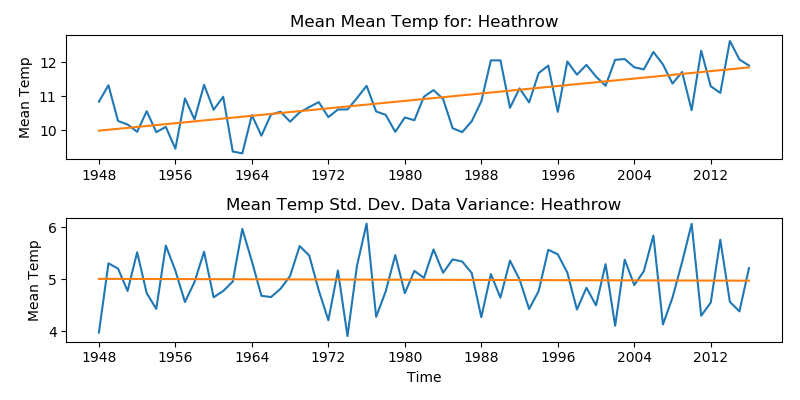 Mean Mean Temp for: Heathrow
Mean Temp
12
11
10
1948 1956 1964 1972 1980 1988 1996 2004 2012
Mean Temp Std. Dev. Data Variance: Heathrow
Mean Temp
6
5
4
1948 1956 1964 1972 1980 1988 1996 2004 2012
Time